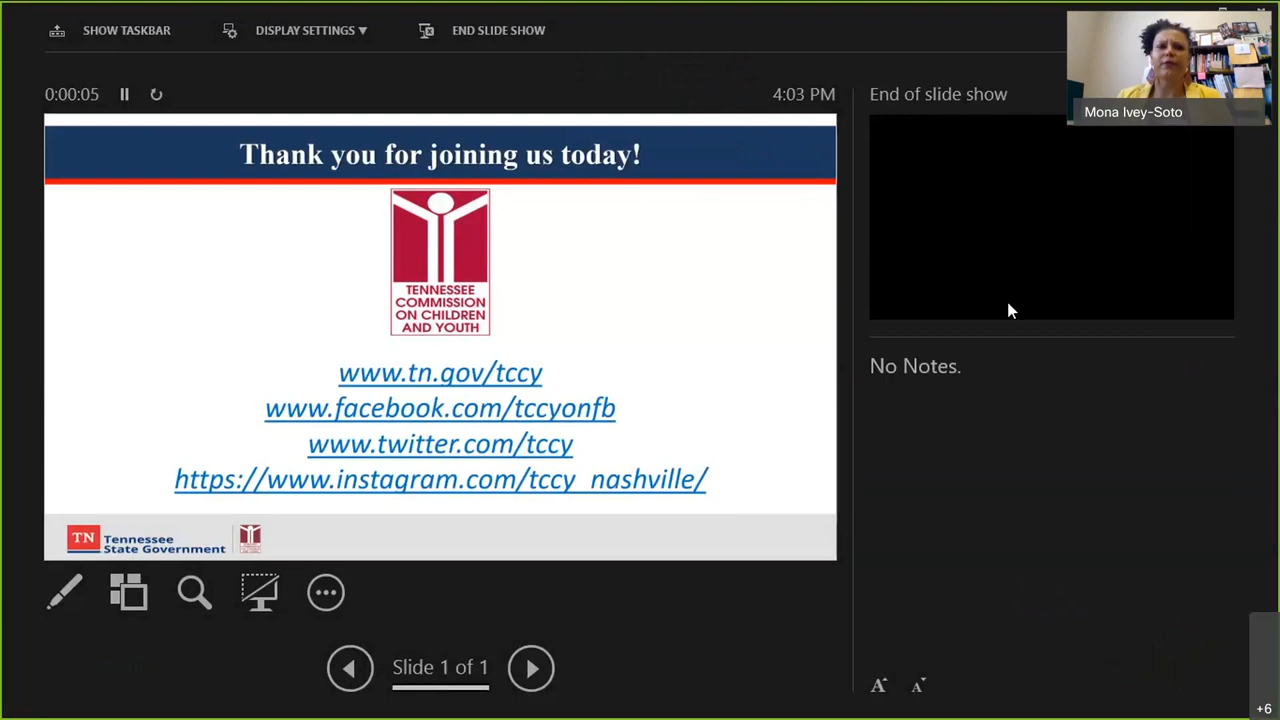 SHOW TASKBAR
DISPLAY SETTINGS ▼
END SLIDE SHOW
0:00:05
4:03 PM
End of slide show
Mona Ivey-Soto
Thank you for joining us today!
TENNESSEE
COMMISSION
ON CHILDREN
AND YOUTH
www.tn.gov/tccy
www.facebook.com/tccyonfb
www.twitter.com/tccy
https://www.instagram.com/tccy_nashville/
TN
Tennessee
State Government
No Notes.
Slide 1 of 1
A
A
+6